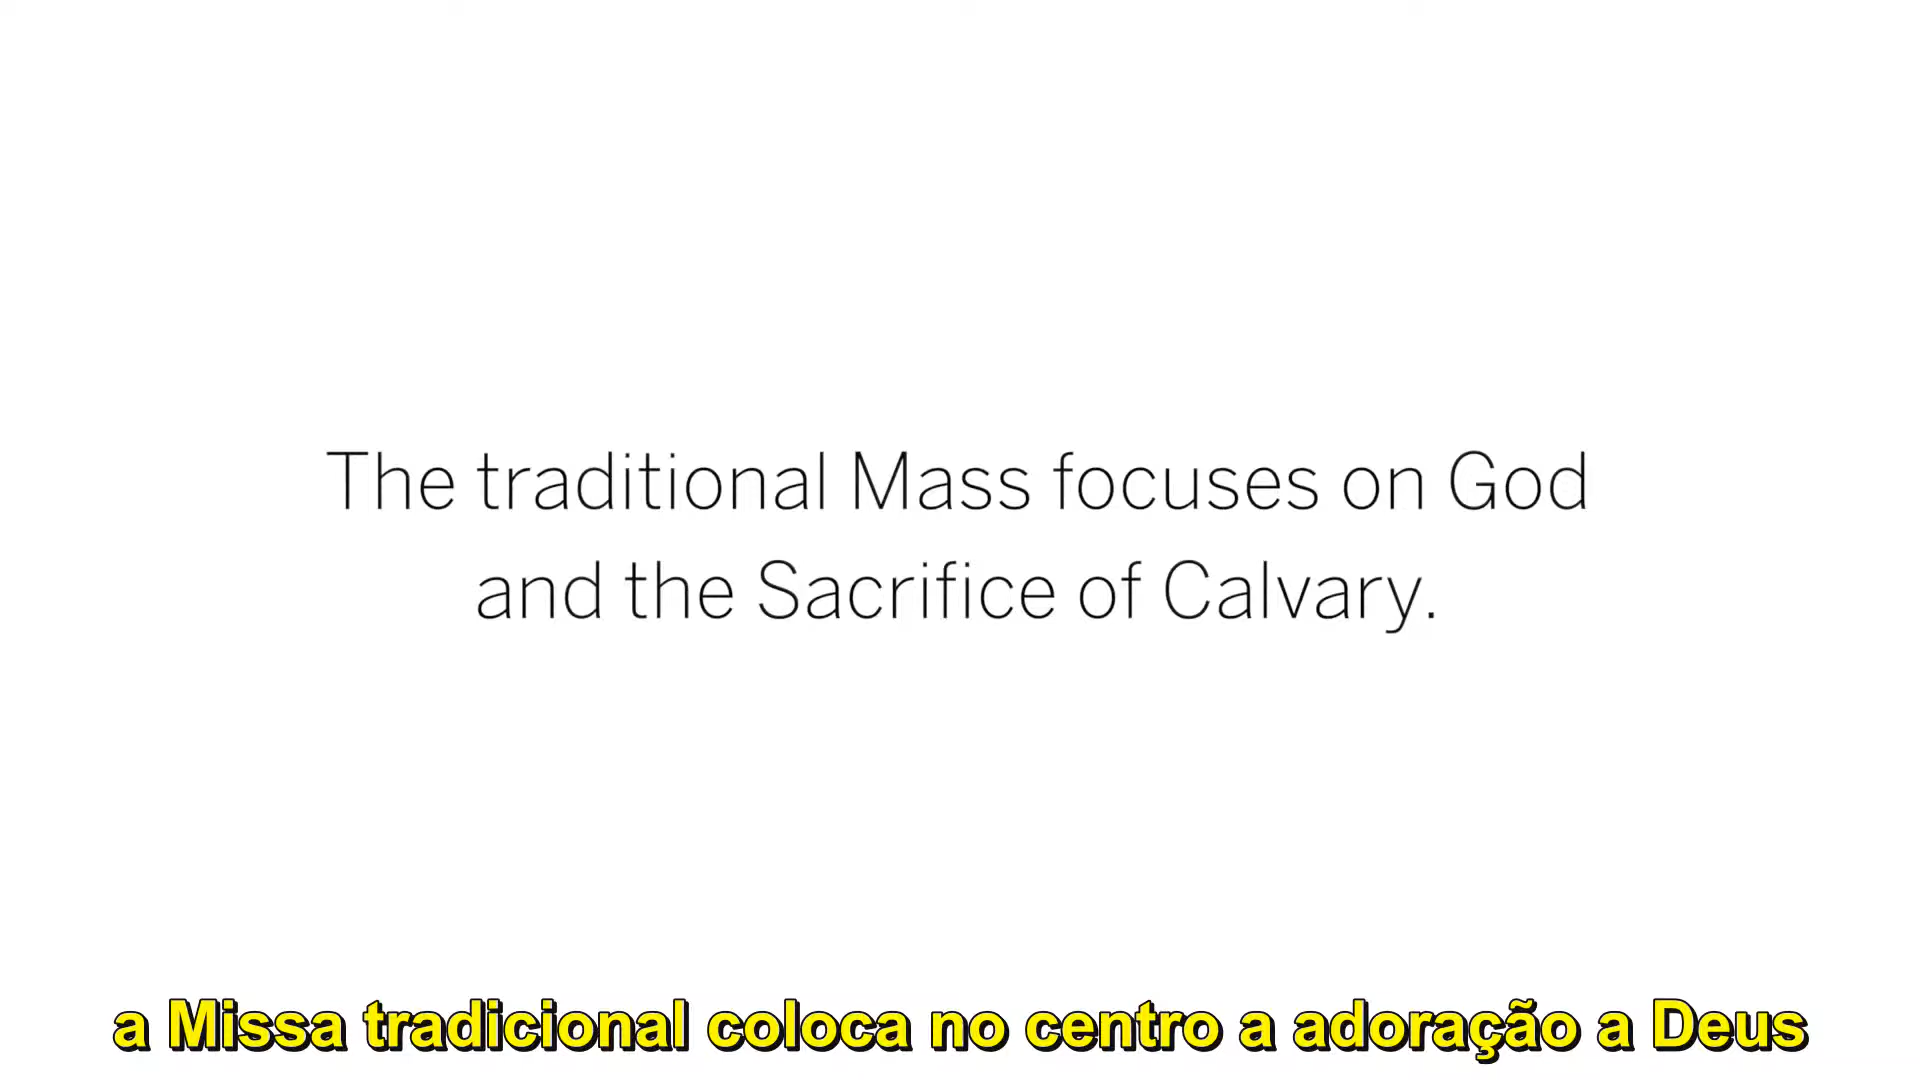 The traditional Mass focuses on God
and the Sacrifice of Calvary.
a Missa tradicional coloca no centro a adoração a Deus